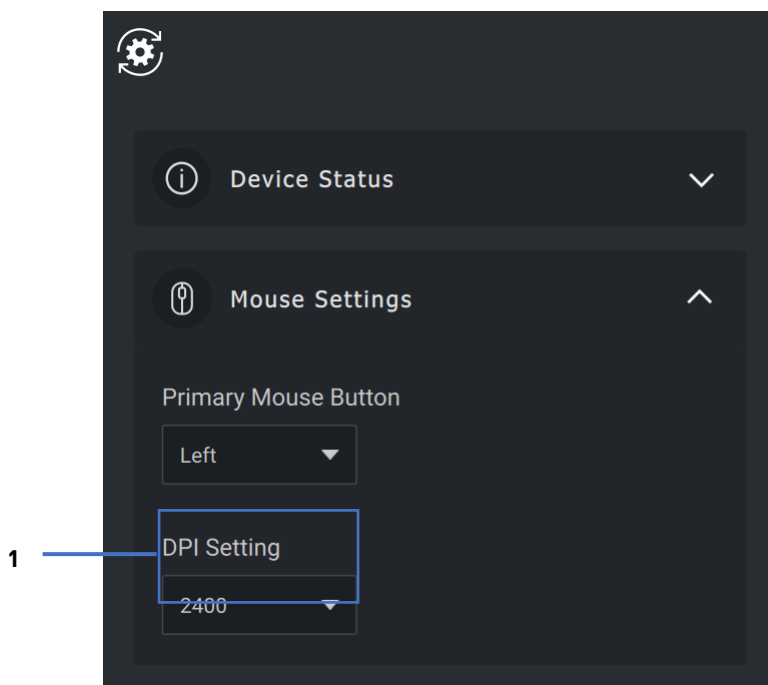 Device Status
Mouse Settings
Primary Mouse Button
Left
1
DPI Setting
2400